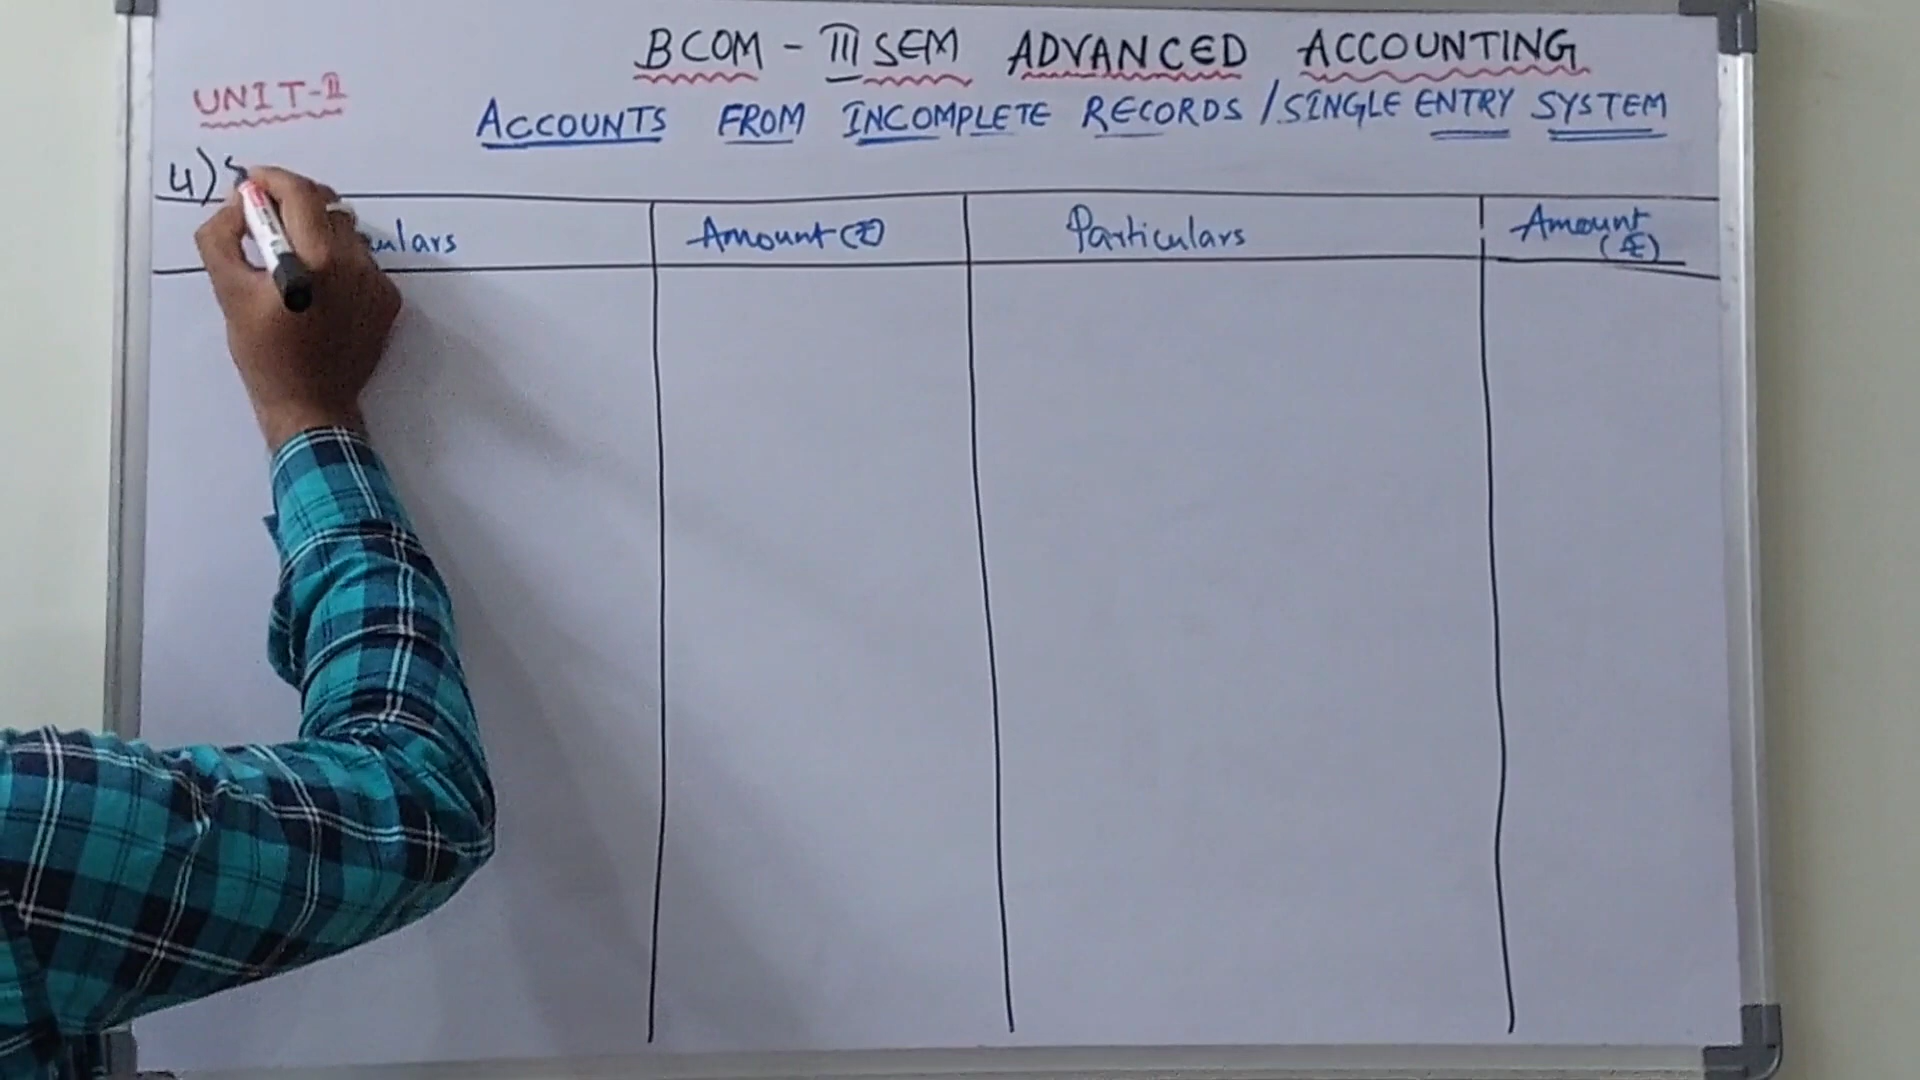 BCOM - III SEM ADVANCED ACCOUNTING
UNIT-II
ACCOUNTS FROM INCOMPLETE RECORDS / SINGLE ENTRY SYSTEM
4) S
Amount (₹) Particulars Amount (₹)